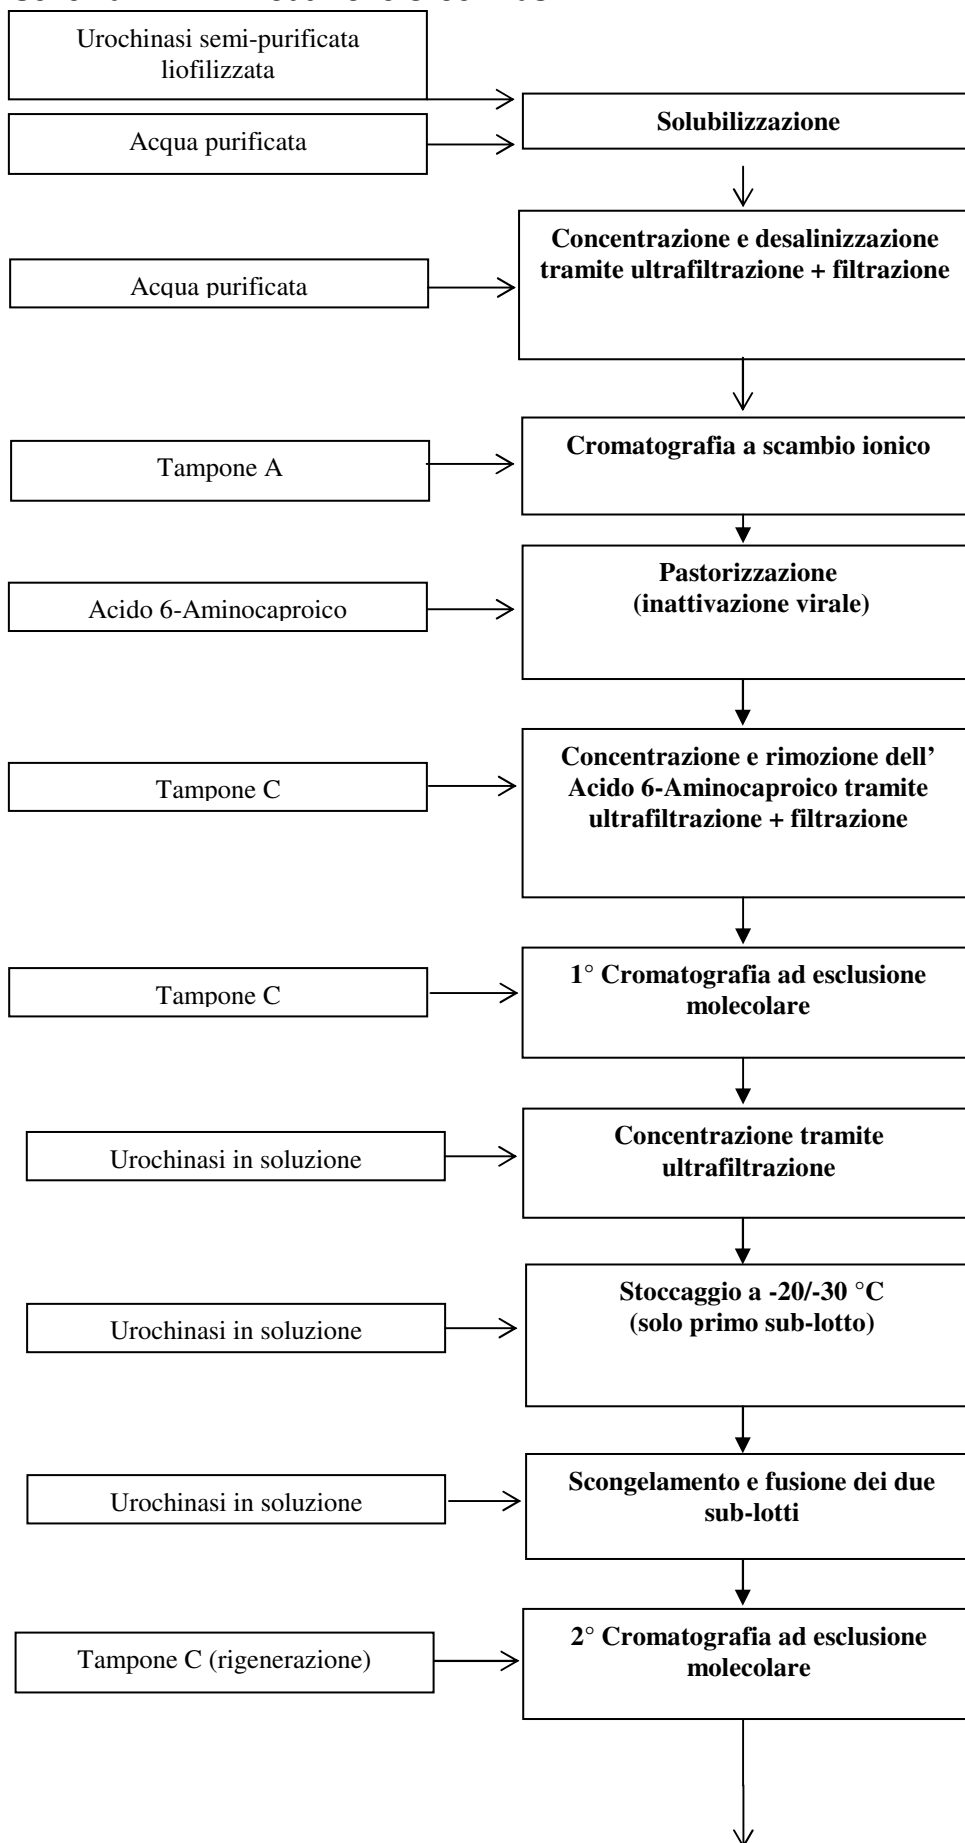 Urochinasi semi-purificata
liofilizzata
Acqua purificata
Solubilizzazione
Acqua purificata
Concentrazione e desalinizzazione
tramite ultrafiltrazione + filtrazione
Tampone A
Cromatografia a scambio ionico
Acido 6-Aminocaproico
Pastorizzazione
(inattivazione virale)
Tampone C
Concentrazione e rimozione dell’
Acido 6-Aminocaproico tramite
ultrafiltrazione + filtrazione
Tampone C
1° Cromatografia ad esclusione
molecolare
Urochinasi in soluzione
Concentrazione tramite
ultrafiltrazione
Urochinasi in soluzione
Stoccaggio a -20/-30 °C
(solo primo sub-lotto)
Urochinasi in soluzione
Scongelamento e fusione dei due
sub-lotti
Tampone C (rigenerazione)
2° Cromatografia ad esclusione
molecolare